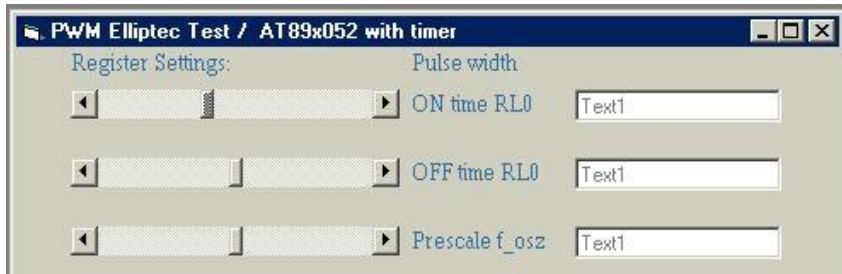 PWM Elliptec Test / AT89x052 with timer
Register Settings: Pulse width
ON time RL0 Text1
OFF time RL0 Text1
Prescale f_osz Text1